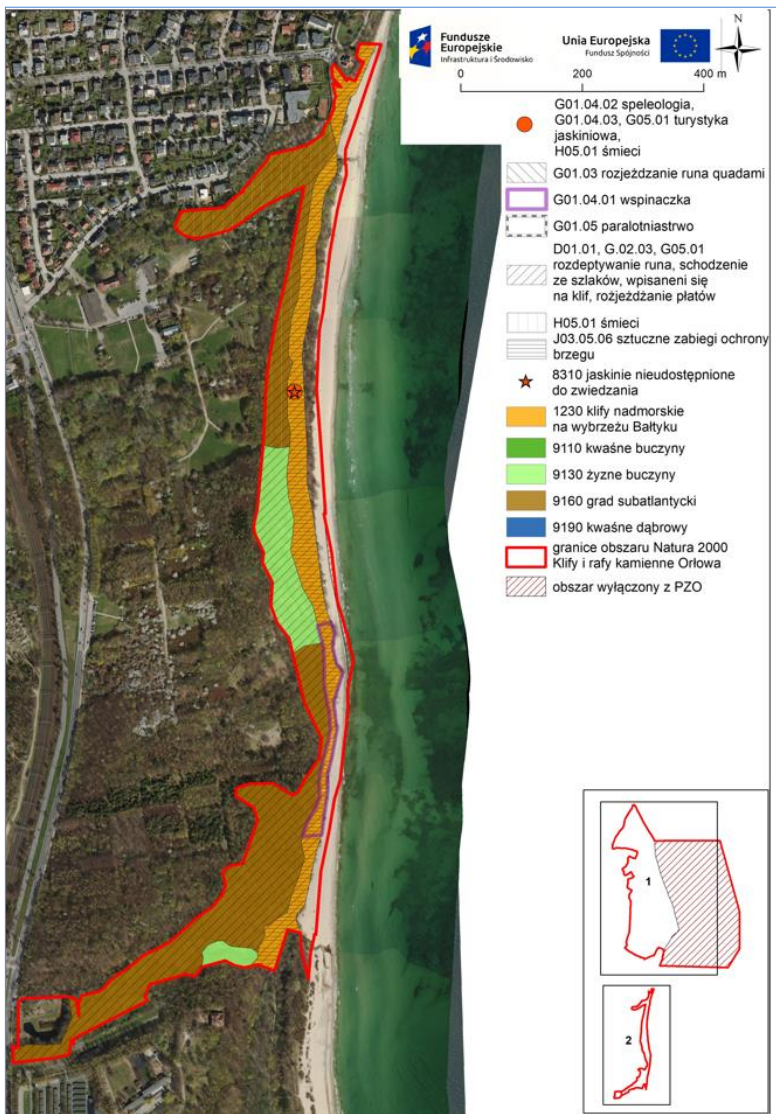 Fundusze
Europejskie
Infrastruktura i Środowisko
Unia Europejska
Fundusz Spójności
N
0 200 400 m
G01.04.02 speleologia,
G01.04.03, G05.01 turystyka
jaskiniowa,
H05.01 śmieci
G01.03 rozjeżdzanie runa quadami
G01.04.01 wspinaczka
G01.05 paralotniastwo
D01.01, G.02.03, G05.01
rozdeptywanie runa, schodzenie
ze szlaków, wpisaneni się
na klif, rozjeżdżanie płatów
H05.01 śmieci
J03.05.06 sztuczne zabiegi ochrony
brzegu
8310 jaskinie nieudostępnione
do zwiedzania
1230 klify nadmorskie
na wybrzeżu Bałtyku
9110 kwaśne buczyny
9130 żyzne buczyny
9160 grad subatlantycki
9190 kwaśne dąbrowy
granice obszaru Natura 2000
Klify i rafy kamienne Orłowa
obszar wyłączony z PZO
1
2